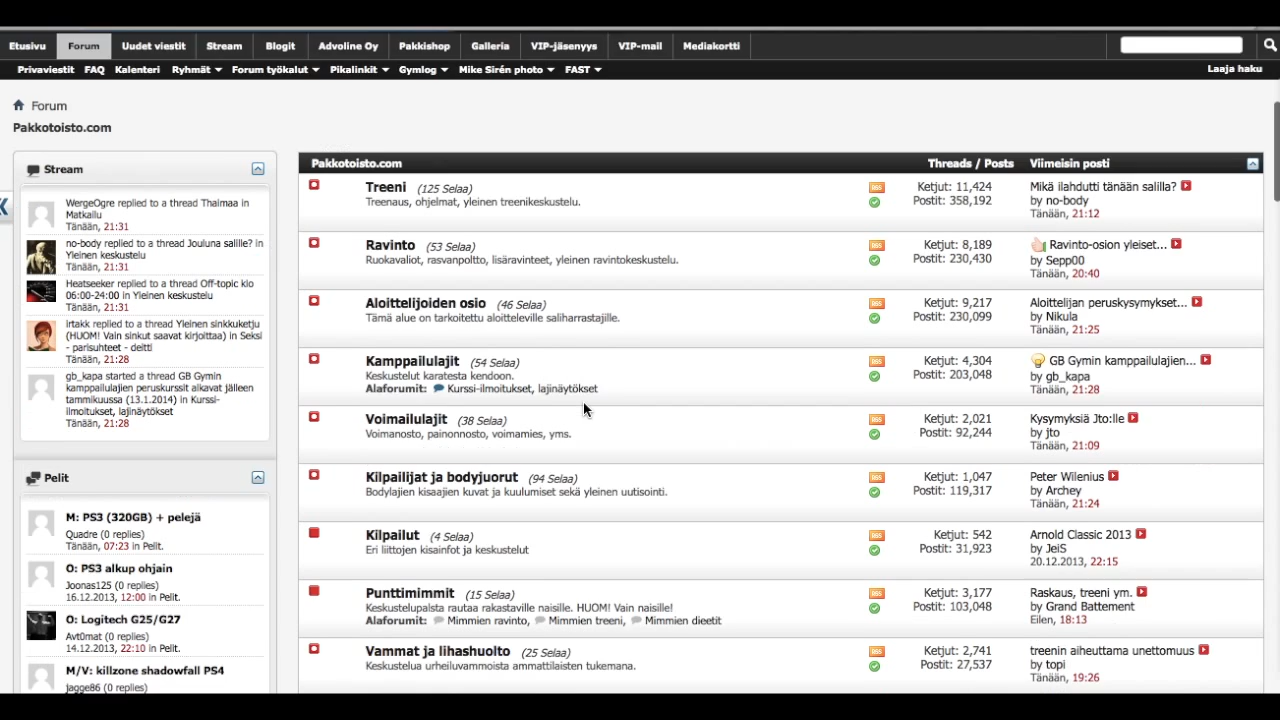 Etusivu Forum Uudet viestit Stream Blogit Advoline Oy Pakkishop Galleria VIP-jäsenyys VIP-mail Mediakortti
Privaviestit FAQ Kalenteri Ryhmät Forum työkalut Pikalinkit Gymlog Mike Sirén photo FAST Laaja haku
Forum
Pakkotoisto.com
Stream
WergeOgre replied to a thread Thaimaa in
Matkailu
Tänään, 21:31
no-body replied to a thread Jouluna salille? in
Yleinen keskustelu
Tänään, 21:31
Heatseeker replied to a thread Off-topic klo
06:00-24:00 in Yleinen keskustelu
Tänään, 21:31
irtakk replied to a thread Yleinen sinkkuketju
(HUOM! Vain sinkut saavat kirjoittaa) in Seksi
- parisuhteet - deitti
Tänään, 21:28
gb_kapa started a thread GB Gymin
kamppailulajien peruskurssit alkavat jälleen
tammikuussa (13.1.2014) in Kurssi-
ilmoitukset, lajinäytökset
Tänään, 21:28
Pelit
M: PS3 (320GB) + pelejä
Quadre (0 replies)
Tänään, 07:23 in Pelit.
O: PS3 alkup ohjain
Joonas125 (0 replies)
16.12.2013, 12:00 in Pelit.
O: Logitech G25/G27
Avt0mat (0 replies)
14.12.2013, 22:10 in Pelit.
M/V: killzone shadowfall PS4
jagge86 (0 replies)
Pakkotoisto.com Threads / Posts Viimeisin posti
Treeni (125 Selaa)
Treenaus, ohjelmat, yleinen treenikeskustelu.
RSS
Ketjut: 11,424
Postit: 358,192
Mikä ilahdutti tänään salilla?
by no-body
Tänään, 21:12
Ravinto (53 Selaa)
Ruokavaliot, rasvanpoltto, lisäravinteet, yleinen ravintokeskustelu.
RSS
Ketjut: 8,189
Postit: 230,430
Ravinto-osion yleiset...
by Sepp00
Tänään, 20:40
Aloittelijoiden osio (46 Selaa)
Tämä alue on tarkoitettu aloitteleville saliharrastajille.
RSS
Ketjut: 9,217
Postit: 230,099
Aloittelijan peruskysymykset...
by Nikula
Tänään, 21:25
Kamppailulajit (54 Selaa)
Keskustelut karatesta kendoon.
Alaforumit: Kurssi-ilmoitukset, lajinäytökset
RSS
Ketjut: 4,304
Postit: 203,048
GB Gymin kamppailulajien...
by gb_kapa
Tänään, 21:28
Voimailulajit (38 Selaa)
Voimanosto, painonnosto, voimamies, yms.
RSS
Ketjut: 2,021
Postit: 92,244
Kysymyksiä Jto:lle
by jto
Tänään, 21:09
Kilpailijat ja bodyjuorut (94 Selaa)
Bodylajien kisaajien kuvat ja kuulumiset sekä yleinen uutisointi.
RSS
Ketjut: 1,047
Postit: 119,317
Peter Wilenius
by Archey
Tänään, 21:24
Kilpailut (4 Selaa)
Eri liittojen kisainfot ja keskustelut
RSS
Ketjut: 542
Postit: 31,923
Arnold Classic 2013
by JeiS
20.12.2013, 22:15
Punttimimmit (15 Selaa)
Keskustelupalsta rautaa rakastaville naisille. HUOM! Vain naisille!
Alaforumit: Mimmien ravinto, Mimmien treeni, Mimmien dieetit
RSS
Ketjut: 3,177
Postit: 103,048
Raskaus, treeni ym.
by Grand Battement
Eilen, 18:13
Vammat ja lihashuolto (25 Selaa)
Keskustelua urheiluvammoista ammattilaisten tukemana.
RSS
Ketjut: 2,741
Postit: 27,537
treenin aiheuttama unettomuus
by topi
Tänään, 19:26